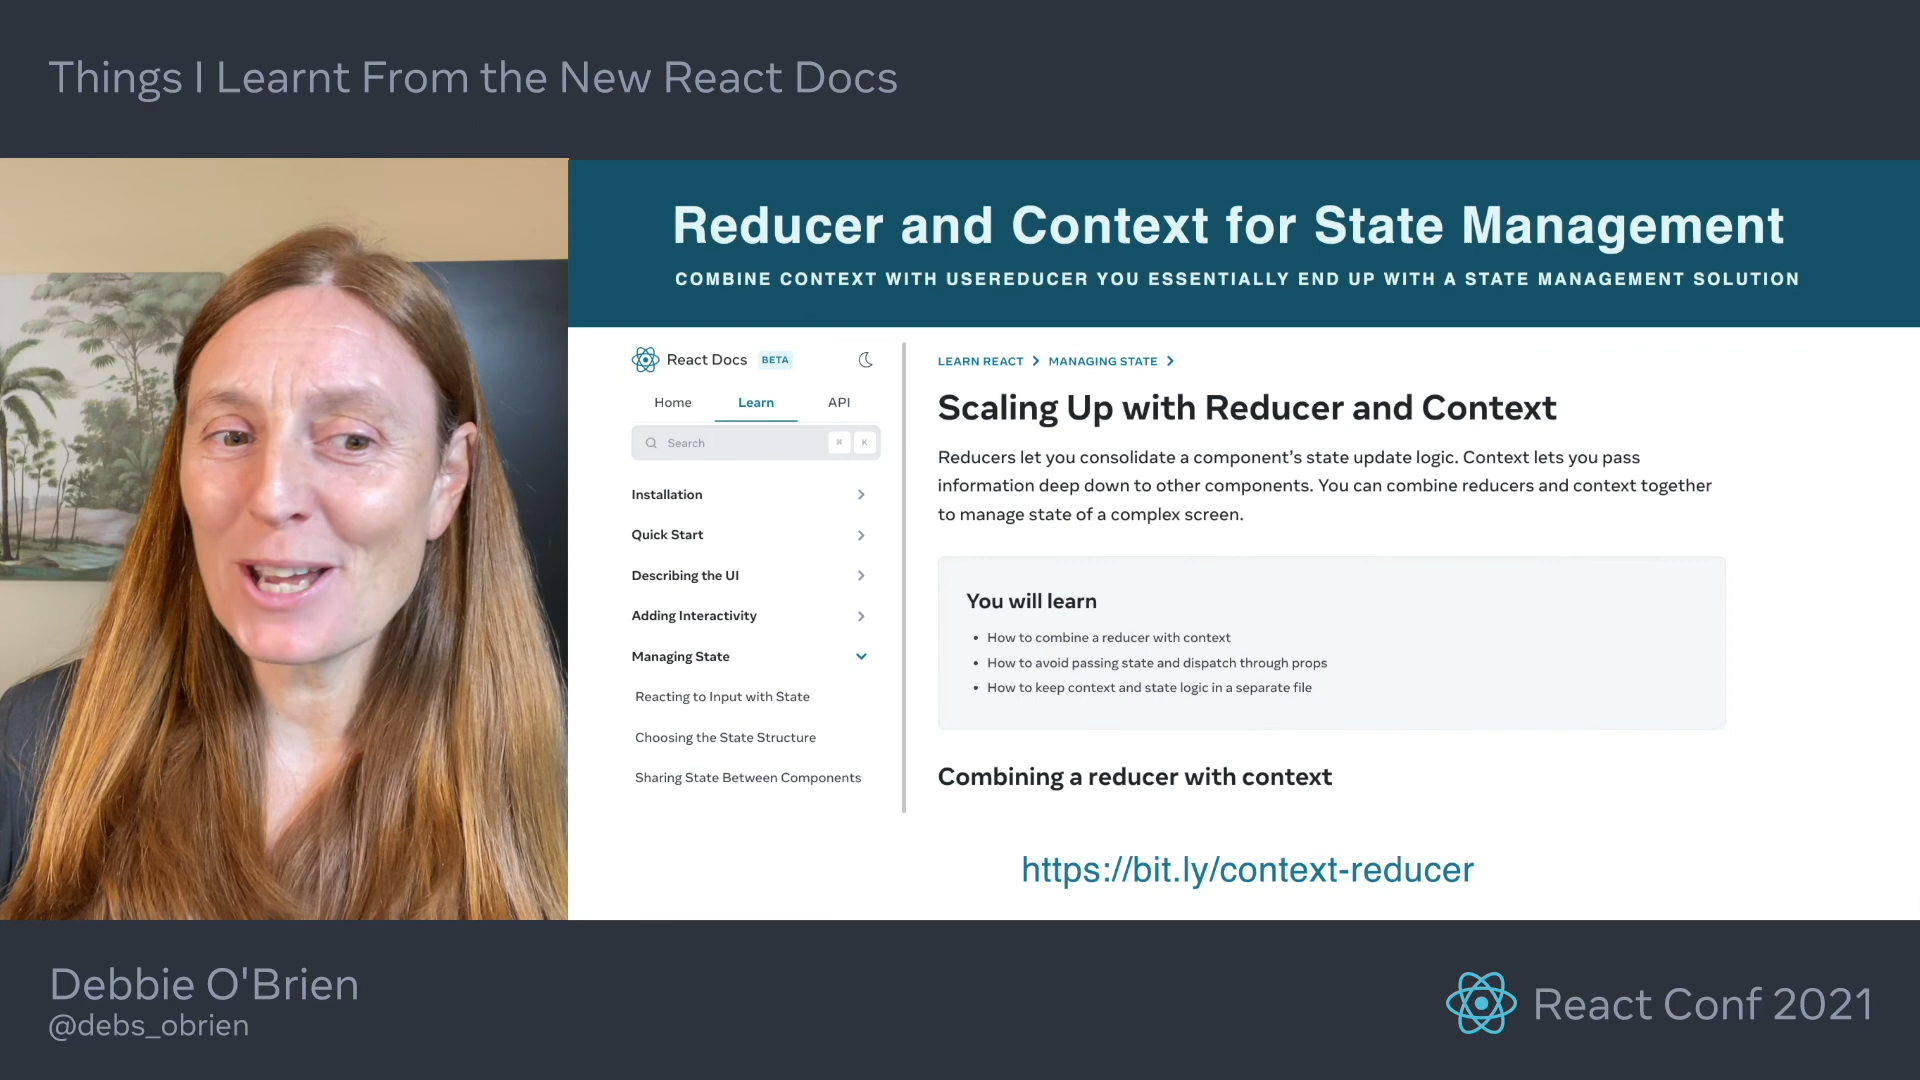 Things I Learnt From the New React Docs
Reducer and Context for State Management
COMBINE CONTEXT WITH USEREDUCER YOU ESSENTIALLY END UP WITH A STATE MANAGEMENT SOLUTION
React Docs BETA
Home Learn API
Search ⌘ K
Installation
Quick Start
Describing the UI
Adding Interactivity
Managing State
Reacting to Input with State
Choosing the State Structure
Sharing State Between Components
LEARN REACT > MANAGING STATE >
Scaling Up with Reducer and Context
Reducers let you consolidate a component’s state update logic. Context lets you pass
information deep down to other components. You can combine reducers and context together
to manage state of a complex screen.
You will learn
• How to combine a reducer with context
• How to avoid passing state and dispatch through props
• How to keep context and state logic in a separate file
Combining a reducer with context
https://bit.ly/context-reducer
Debbie O'Brien
@debs_obrien
React Conf 2021